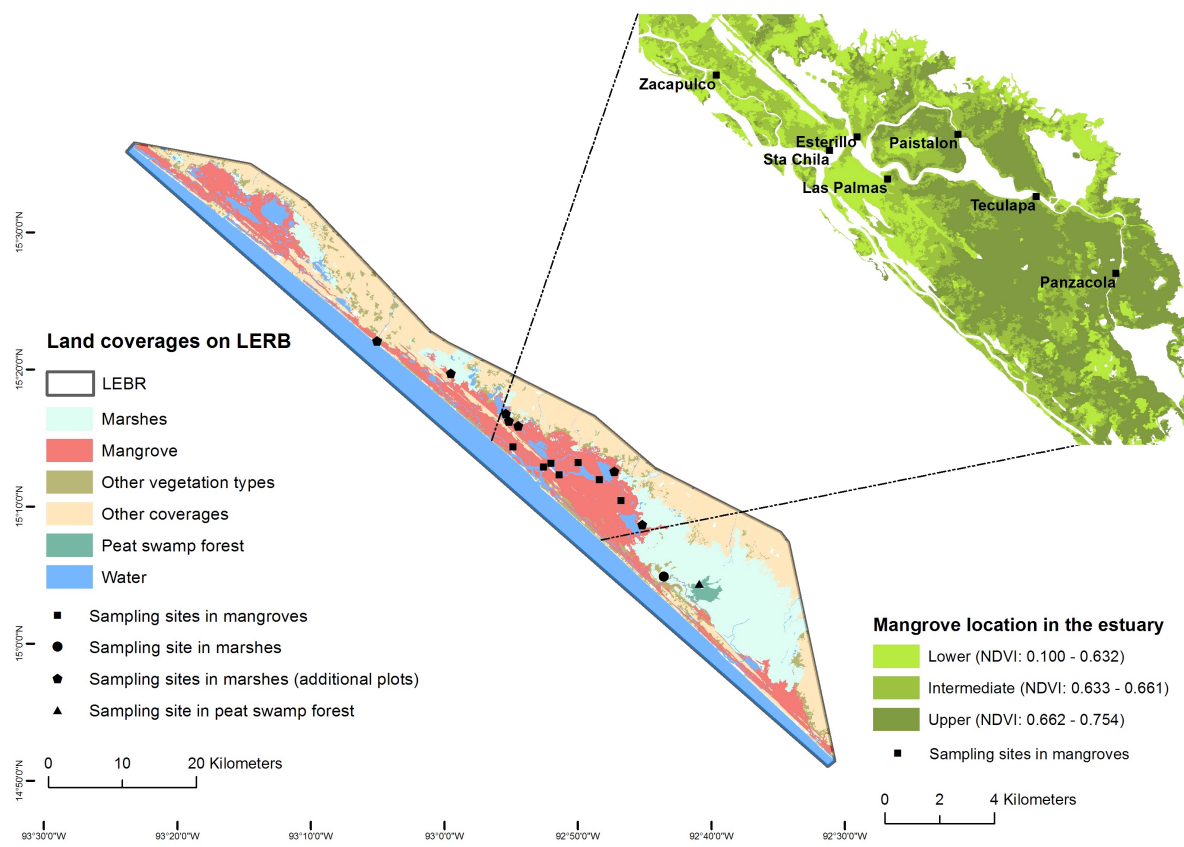 Zacapulco
Esterillo
Paistalon
Sta Chila
Las Palmas
Teculapa
Panzacola
15°30'0"N
15°20'0"N
15°10'0"N
15°0'0"N
14°50'0"N
Land coverages on LERB
LEBR
Marshes
Mangrove
Other vegetation types
Other coverages
Peat swamp forest
Water
Sampling sites in mangroves
Sampling site in marshes
Sampling sites in marshes (additional plots)
Sampling site in peat swamp forest
0 10 20 Kilometers
Mangrove location in the estuary
Lower (NDVI: 0.100 - 0.632)
Intermediate (NDVI: 0.633 - 0.661)
Upper (NDVI: 0.662 - 0.754)
Sampling sites in mangroves
0 2 4 Kilometers
93°30'0"W 93°20'0"W 93°10'0"W 93°0'0"W 92°50'0"W 92°40'0"W 92°30'0"W